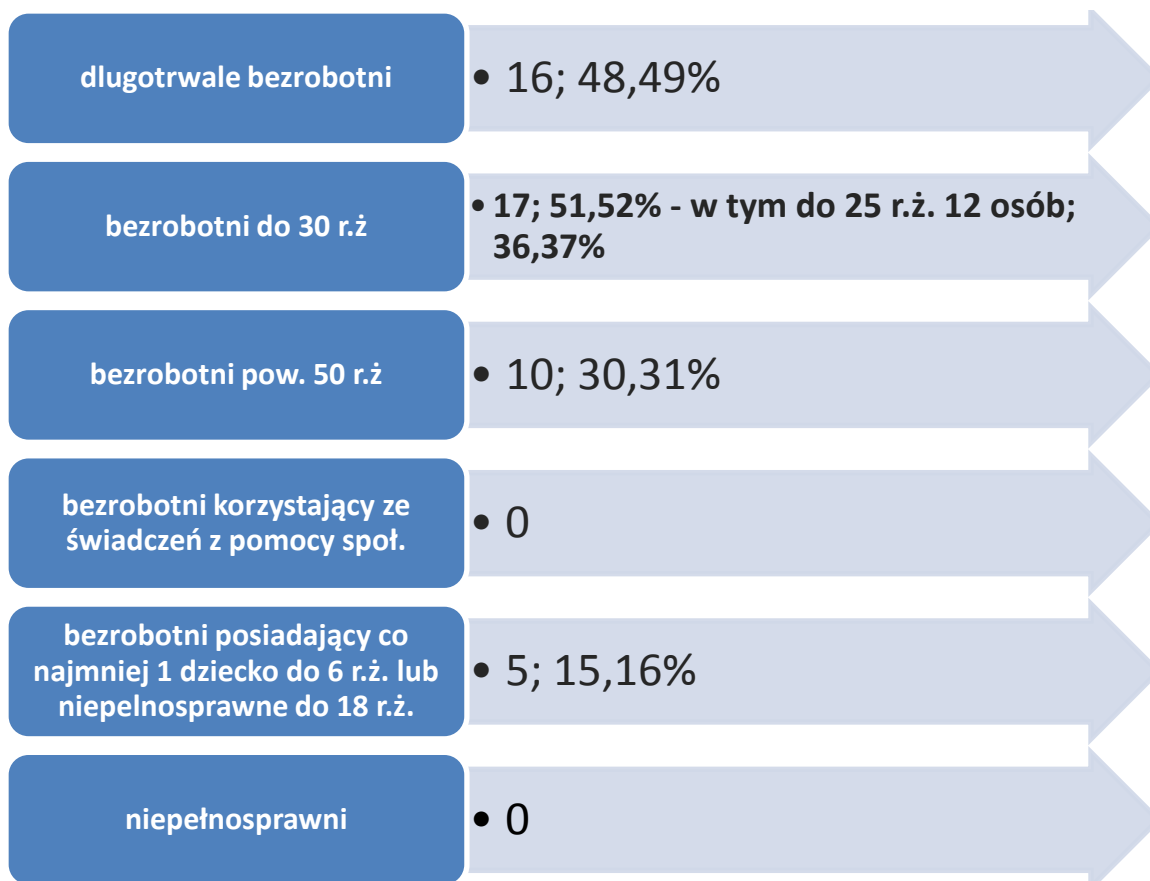 dlugotrwale bezrobotni
• 16; 48,49%
bezrobotni do 30 r.ż
• 17; 51,52% - w tym do 25 r.ż. 12 osób;
36,37%
bezrobotni pow. 50 r.ż
• 10; 30,31%
bezrobotni korzystający ze
świadczeń z pomocy społ.
• 0
bezrobotni posiadający co
najmniej 1 dziecko do 6 r.ż. lub
niepelnosprawne do 18 r.ż.
• 5; 15,16%
niepełnosprawni
• 0